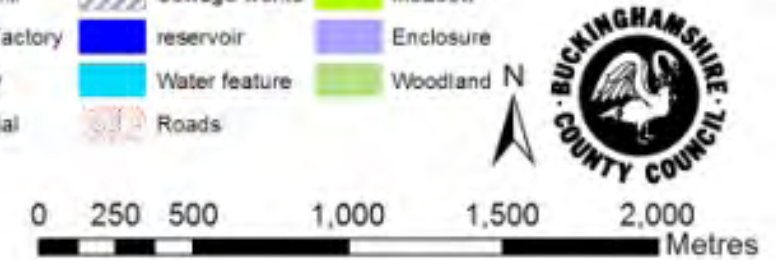 actory reservoir Enclosure
Water feature Woodland N
ial Roads
BUCKINGHAMSHIRE
COUNTY COUNCIL
0 250 500 1,000 1,500 2,000
Metres